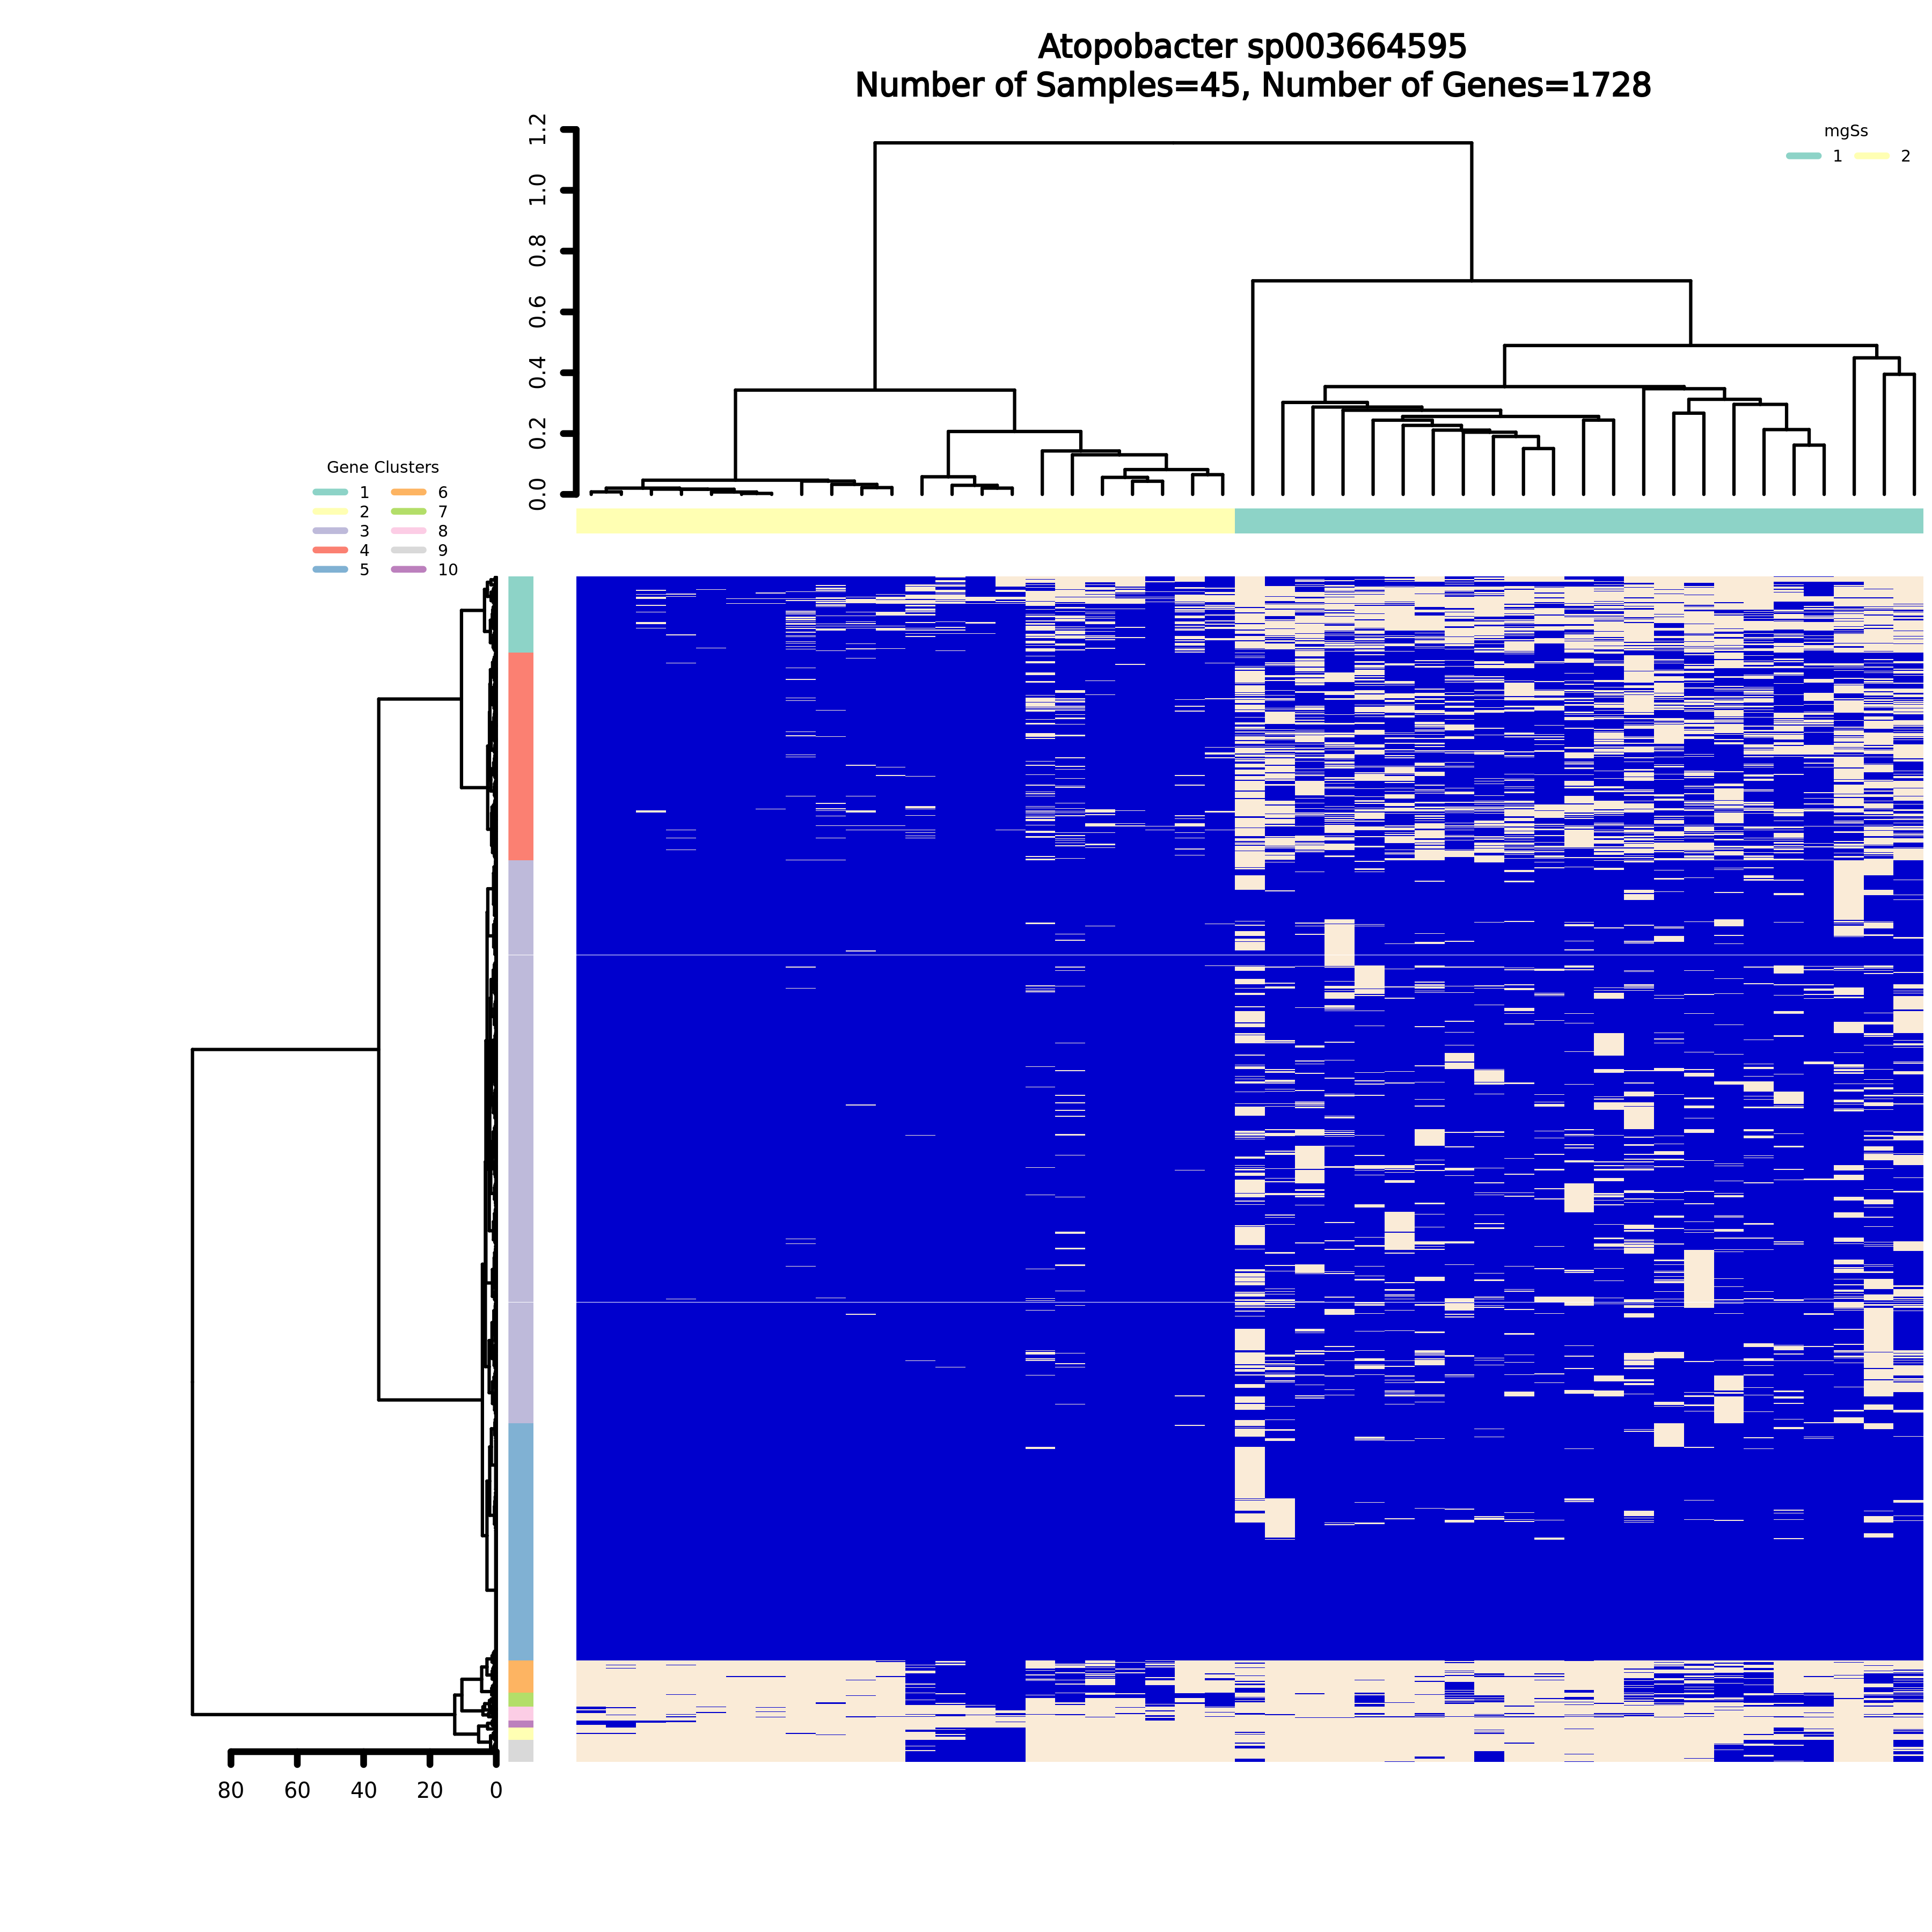 Atopobacter sp003664595
Number of Samples=45, Number of Genes=1728
mgSs
1 2
1.2
1.0
0.8
0.6
0.4
0.2
0.0
Gene Clusters
1 6
2 7
3 8
4 9
5 10
80 60 40 20 0